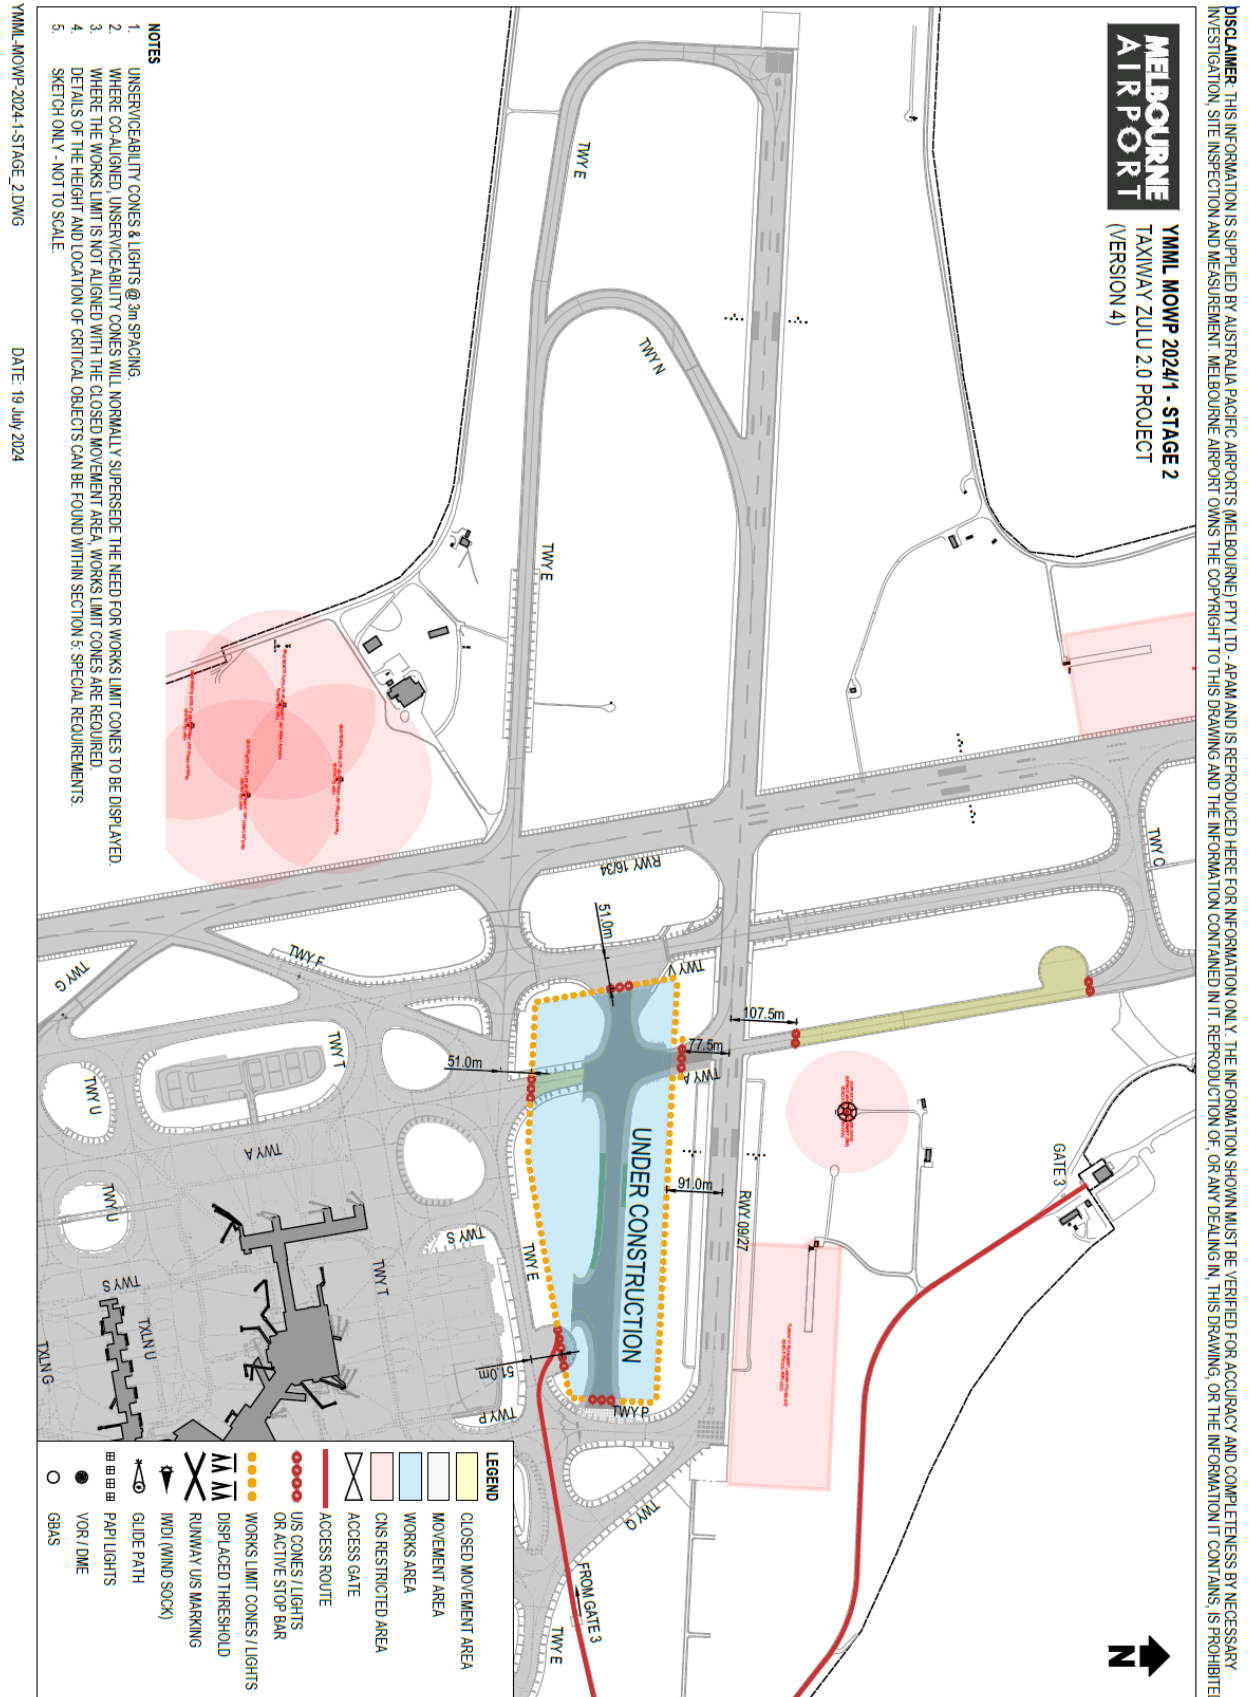 DISCLAIMER: THIS INFORMATION IS SUPPLIED BY AUSTRALIA PACIFIC AIRPORTS (MELBOURNE) PTY LTD - APAM AND IS REPRODUCED HERE FOR INFORMATION ONLY. THE INFORMATION SHOWN MUST BE VERIFIED FOR ACCURACY AND COMPLETENESS BY NECESSARY
INVESTIGATION, SITE INSPECTION AND MEASUREMENT. MELBOURNE AIRPORT OWNS THE COPYRIGHT TO THIS DRAWING AND THE INFORMATION CONTAINED IN IT. REPRODUCTION OF, OR ANY DEALING IN, THIS DRAWING, OR THE INFORMATION IT CONTAINS, IS PROHIBITE
MELBOURNE
AIRPORT
YMML MOWP 2024/1 - STAGE 2
TAXIWAY ZULU 2.0 PROJECT
(VERSION 4)
N
TWY E
TWY N
TWY E
TWY C
RWY 16/34
51.0m
TWY F
TWY G
TWY V
107.5m
77.5m
TWY A
51.0m
TWY T
TWY U
TWY A
UNDER CONSTRUCTION
91.0m
RWY 09/27
GATE 3
TWY U
TWY S
TWY E
TWY T
TWY S
TXLN U
TXLN G
51.0m
TWY P
TWY P
TWY Q
FROM GATE 3
TWY E
NOTES
1. UNSERVICEABILITY CONES & LIGHTS @ 3m SPACING.
2. WHERE CO-ALIGNED, UNSERVICEABILITY CONES WILL NORMALLY SUPERSEDE THE NEED FOR WORKS LIMIT CONES TO BE DISPLAYED.
3. WHERE THE WORKS LIMIT IS NOT ALIGNED WITH THE CLOSED MOVEMENT AREA, WORKS LIMIT CONES ARE REQUIRED.
4. DETAILS OF THE HEIGHT AND LOCATION OF CRITICAL OBJECTS CAN BE FOUND WITHIN SECTION 5: SPECIAL REQUIREMENTS.
5. SKETCH ONLY - NOT TO SCALE.
LEGEND
CLOSED MOVEMENT AREA
MOVEMENT AREA
WORKS AREA
CNS RESTRICTED AREA
ACCESS GATE
ACCESS ROUTE
U/S CONES / LIGHTS
OR ACTIVE STOP BAR
WORKS LIMIT CONES / LIGHTS
DISPLACED THRESHOLD
RUNWAY U/S MARKING
IWDI (WIND SOCK)
GLIDE PATH
PAPI LIGHTS
VOR / DME
GBAS
YMML-MOWP-2024-1-STAGE_2.DWG
DATE: 19 July 2024